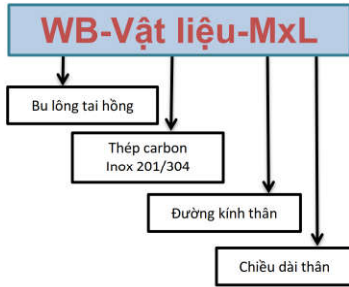 WB-Vật liệu-MxL
Bu lông tai hồng
Thép carbon
Inox 201/304
Đường kính thân
Chiều dài thân